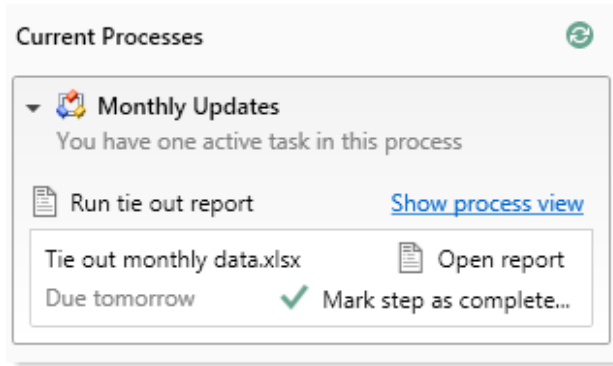 Current Processes
Monthly Updates
You have one active task in this process
Run tie out report Show process view
Tie out monthly data.xlsx Open report
Due tomorrow Mark step as complete...